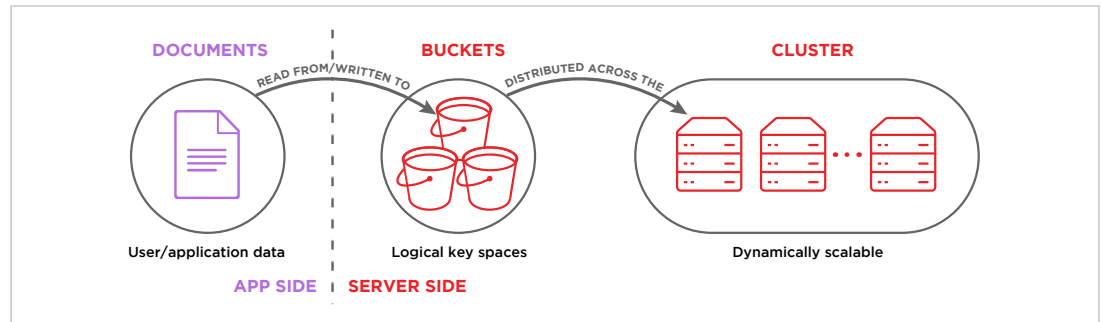 DOCUMENTS
BUCKETS
CLUSTER
READ FROM/WRITTEN TO
DISTRIBUTED ACROSS THE
User/application data
Logical key spaces
Dynamically scalable
APP SIDE
SERVER SIDE